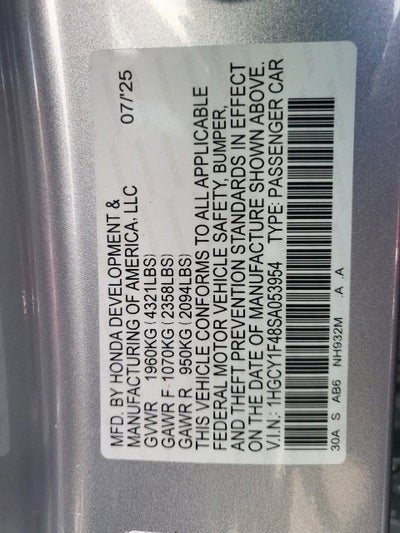 MFD. BY HONDA DEVELOPMENT &
MANUFACTURING OF AMERICA, LLC 07/'25
GVWR 1960KG (4321LBS)
GAWR F 1070KG (2358LBS)
GAWR R 950KG (2094LBS)
THIS VEHICLE CONFORMS TO ALL APPLICABLE
FEDERAL MOTOR VEHICLE SAFETY, BUMPER,
AND THEFT PREVENTION STANDARDS IN EFFECT
ON THE DATE OF MANUFACTURE SHOWN ABOVE.
V.I.N.: 1HGCY1F48SA053954 TYPE: PASSENGER CAR
30A S AB6 NH932M .A .A